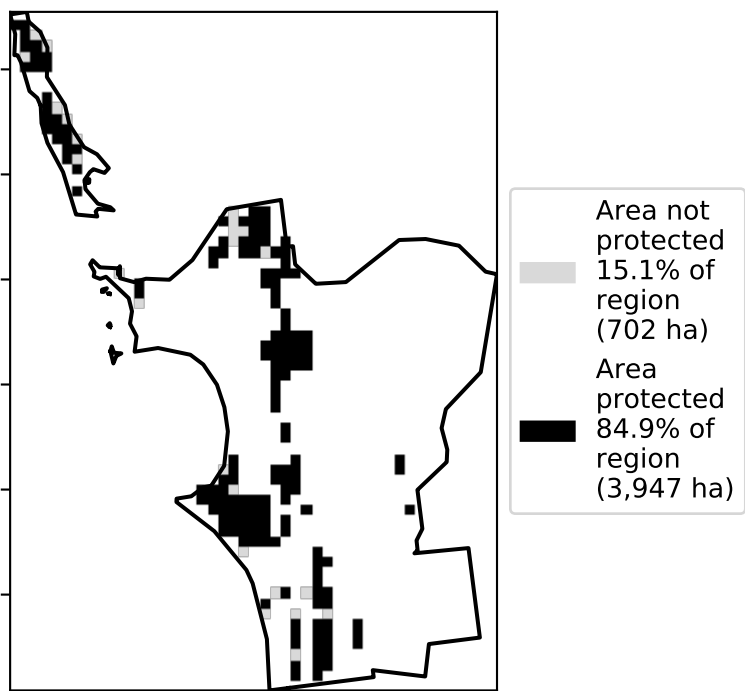 Area not
protected
15.1% of
region
(702 ha)
Area
protected
84.9% of
region
(3,947 ha)